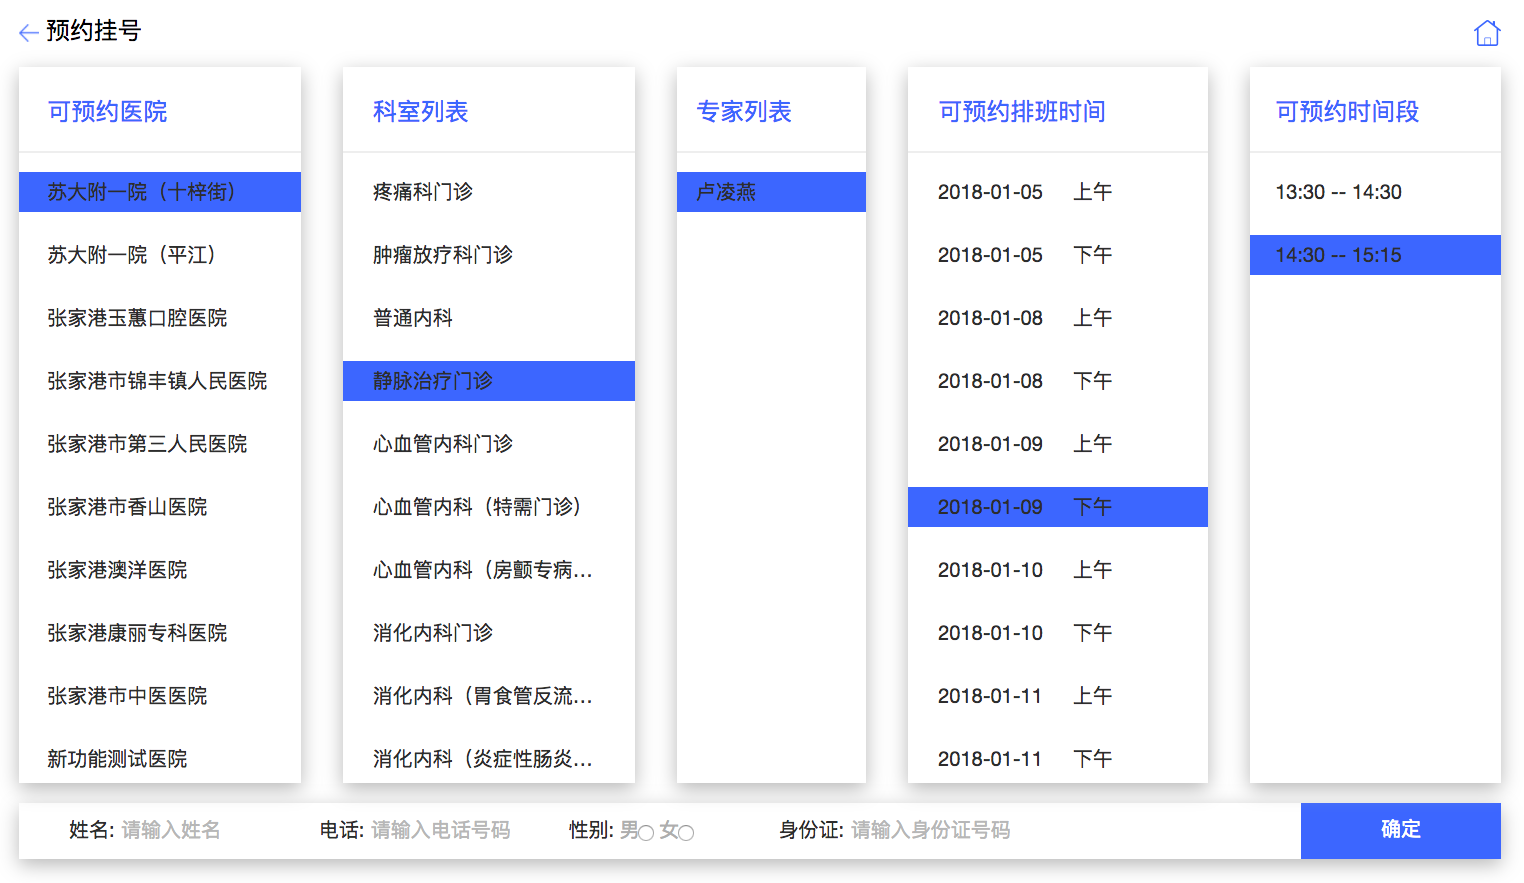 预约挂号
可预约医院
苏大附一院（十梓街）
苏大附一院（平江）
张家港玉蕙口腔医院
张家港市锦丰镇人民医院
张家港市第三人民医院
张家港市香山医院
张家港澳洋医院
张家港康丽专科医院
张家港市中医医院
新功能测试医院
科室列表
疼痛科门诊
肿瘤放疗科门诊
普通内科
静脉治疗门诊
心血管内科门诊
心血管内科（特需门诊）
心血管内科（房颤专病...
消化内科门诊
消化内科（胃食管反流...
消化内科（炎症性肠炎...
专家列表
卢凌燕
可预约排班时间
2018-01-05 上午
2018-01-05 下午
2018-01-08 上午
2018-01-08 下午
2018-01-09 上午
2018-01-09 下午
2018-01-10 上午
2018-01-10 下午
2018-01-11 上午
2018-01-11 下午
可预约时间段
13:30 -- 14:30
14:30 -- 15:15
姓名: 请输入姓名 电话: 请输入电话号码 性别: 男 女 身份证: 请输入身份证号码 确定